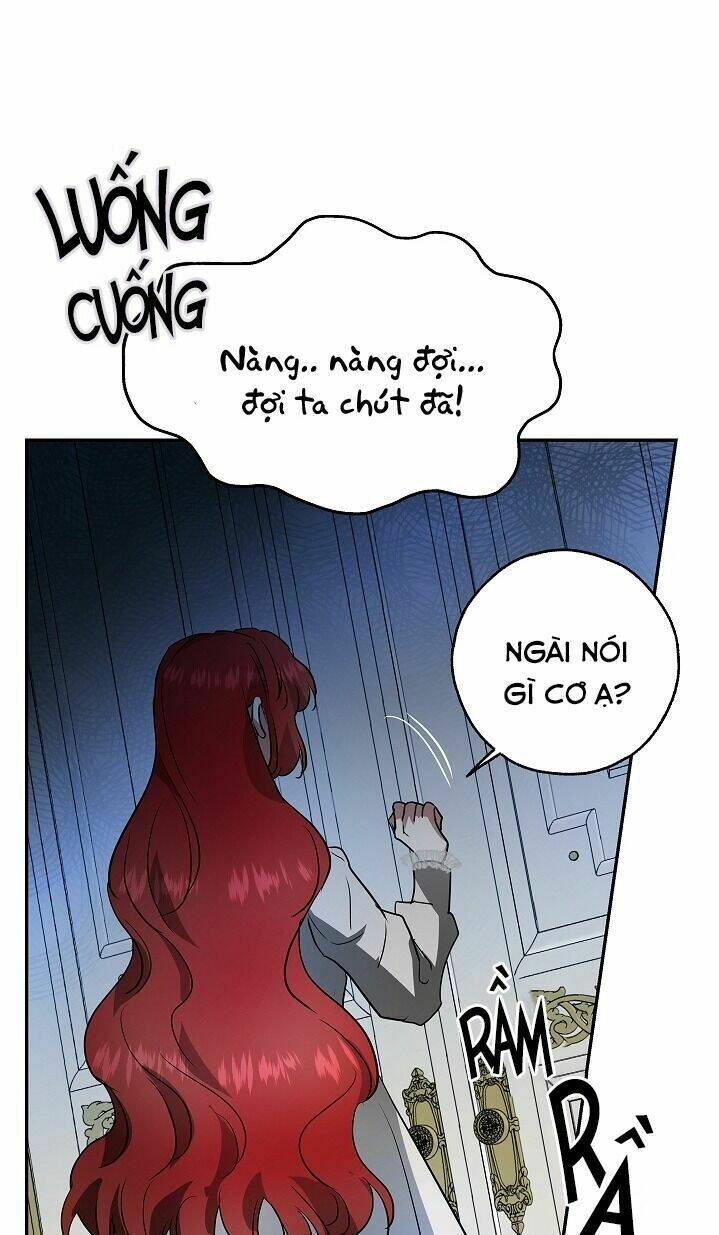 LUỐNG
CUỐNG
Nàng.. nàng đợi...
đợi ta chút đã!
NGÀI NÓI
GÌ CƠ Ạ?
RẦM
RẦ